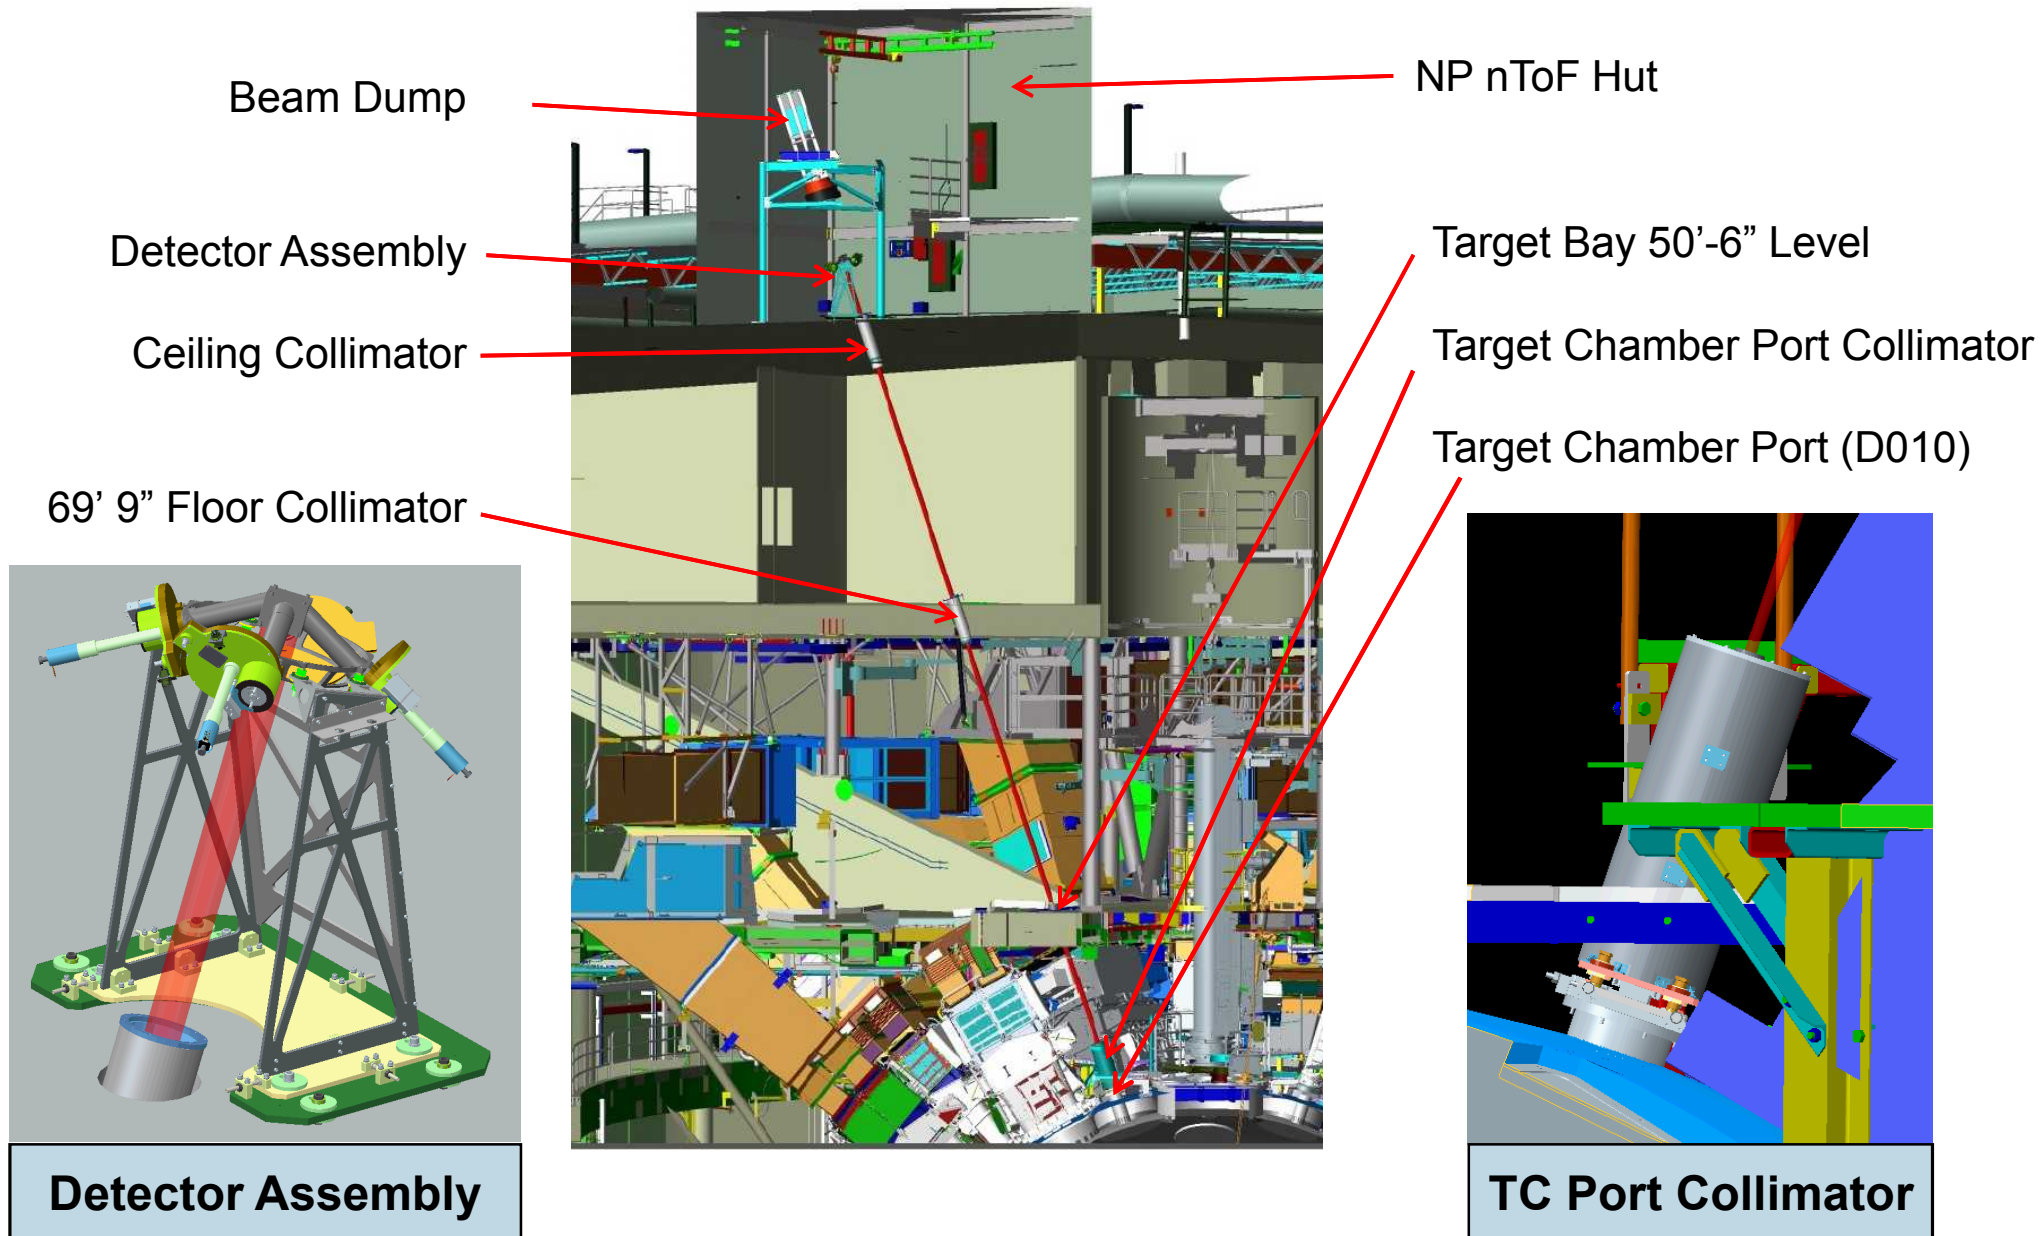 Beam Dump
NP nToF Hut
Detector Assembly
Target Bay 50’-6” Level
Ceiling Collimator
Target Chamber Port Collimator
Target Chamber Port (D010)
69’ 9” Floor Collimator
Detector Assembly
TC Port Collimator